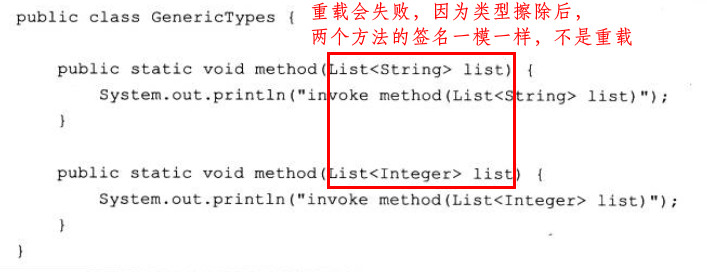 public class GenericTypes {
重载会失败，因为类型擦除后，
两个方法的签名一模一样，不是重载
public static void method(List<String> list) {
System.out.println("invoke method(List<String> list)");
}
public static void method(List<Integer> list) {
System.out.println("invoke method(List<Integer> list)");
}
}